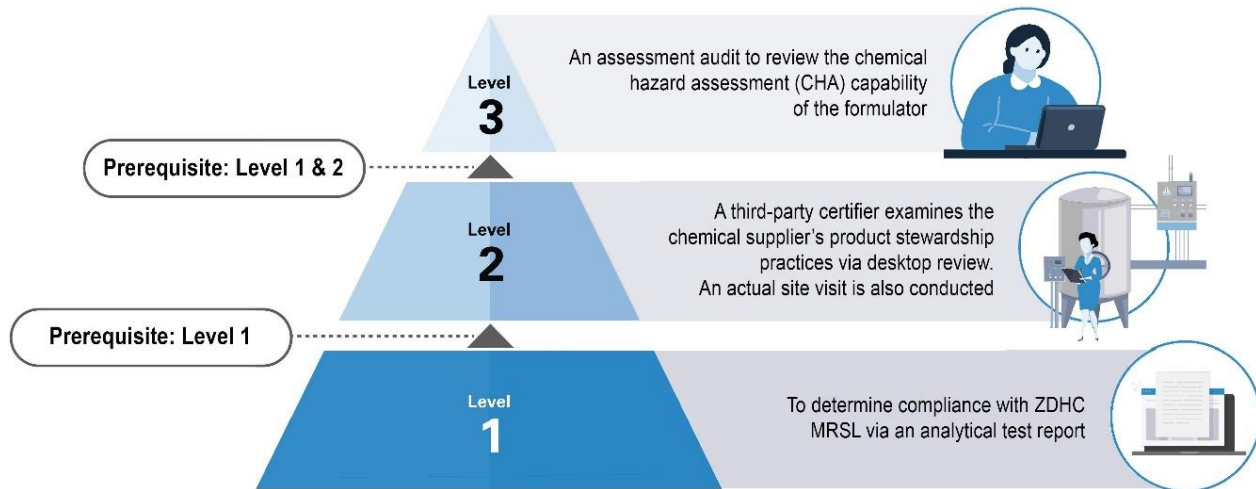 Level
3
An assessment audit to review the chemical
hazard assessment (CHA) capability
of the formulator
Prerequisite: Level 1 & 2
Level
2
A third-party certifier examines the
chemical supplier’s product stewardship
practices via desktop review.
An actual site visit is also conducted
Prerequisite: Level 1
Level
1
To determine compliance with ZDHC
MRSL via an analytical test report